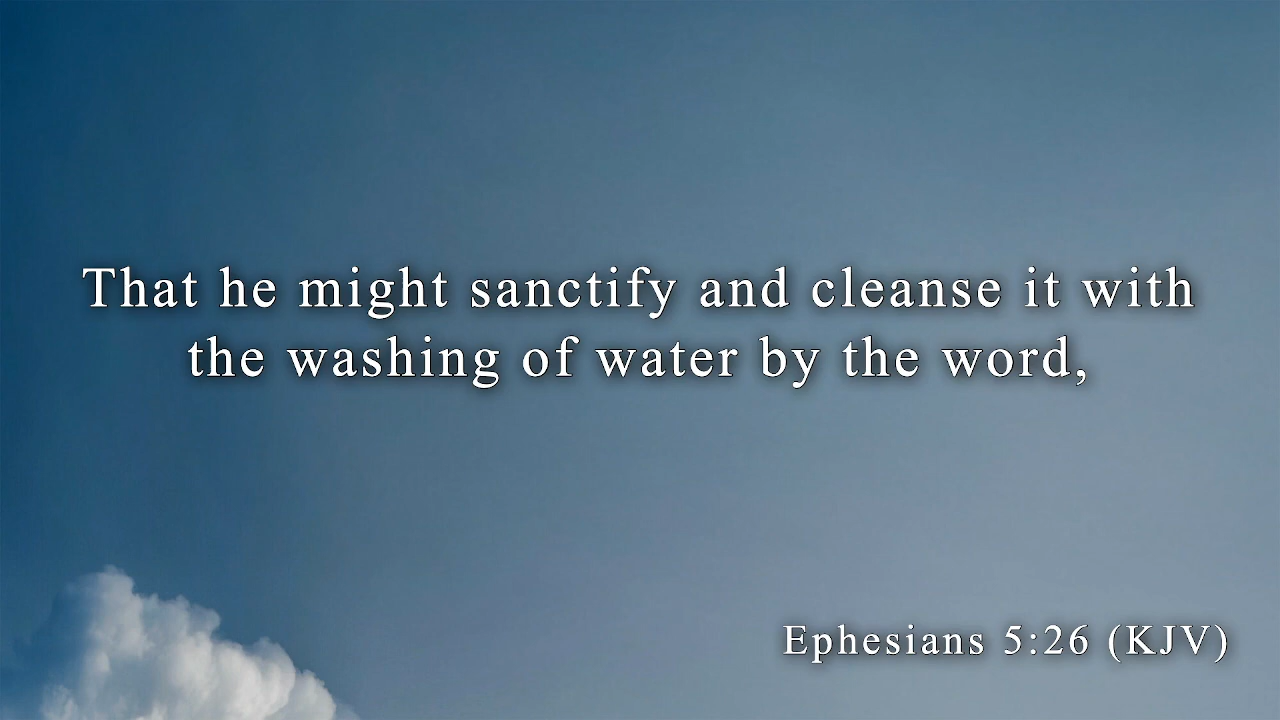 That he might sanctify and cleanse it with
the washing of water by the word,
Ephesians 5:26 (KJV)